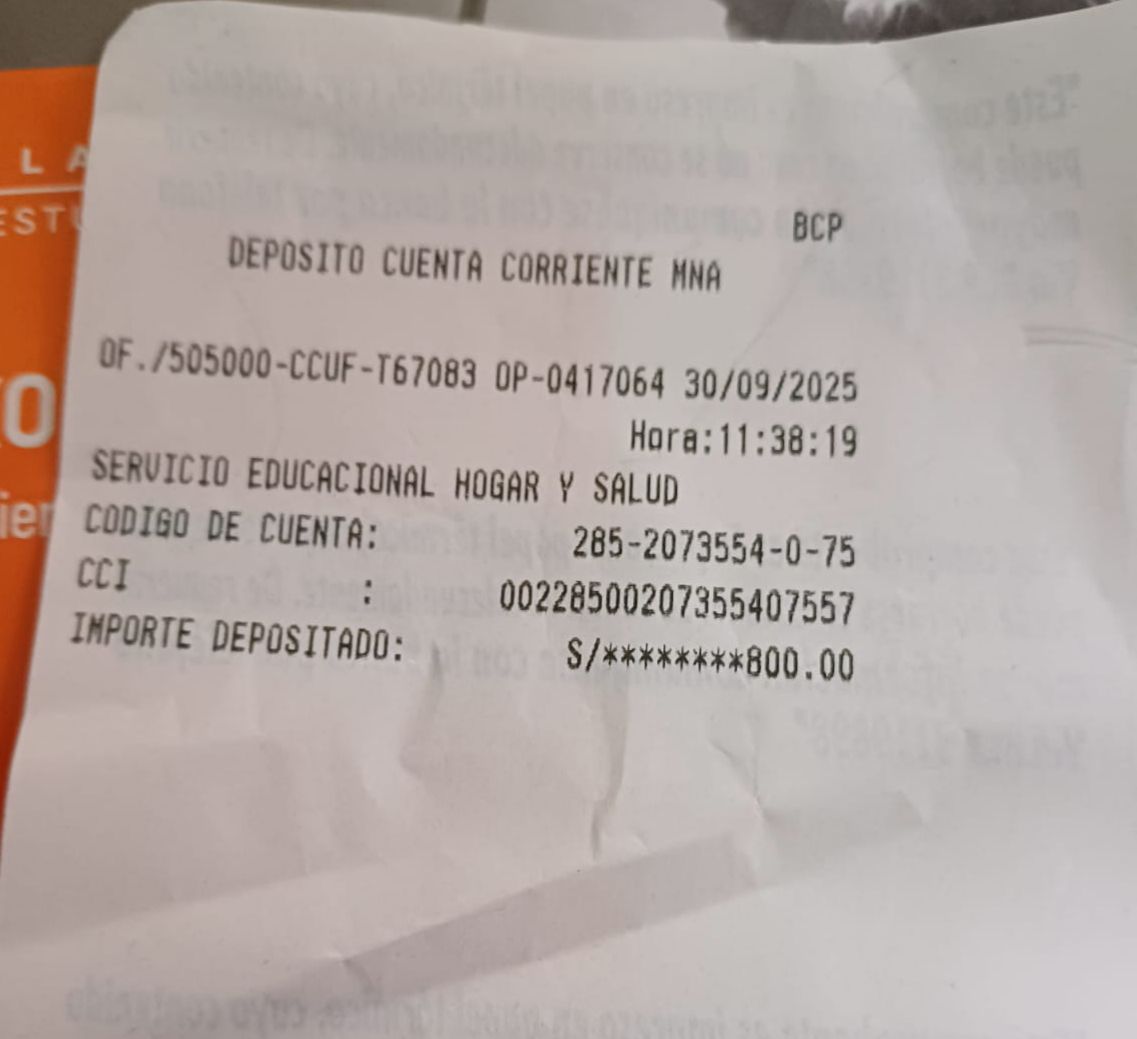 BCP
DEPOSITO CUENTA CORRIENTE MNA
OF./505000-CCUF-T67083 OP-0417064 30/09/2025
Hora:11:38:19
SERVICIO EDUCACIONAL HOGAR Y SALUD
CODIGO DE CUENTA: 285-2073554-0-75
CCI : 00228500207355407557
IMPORTE DEPOSITADO: S/********800.00
L A
EST